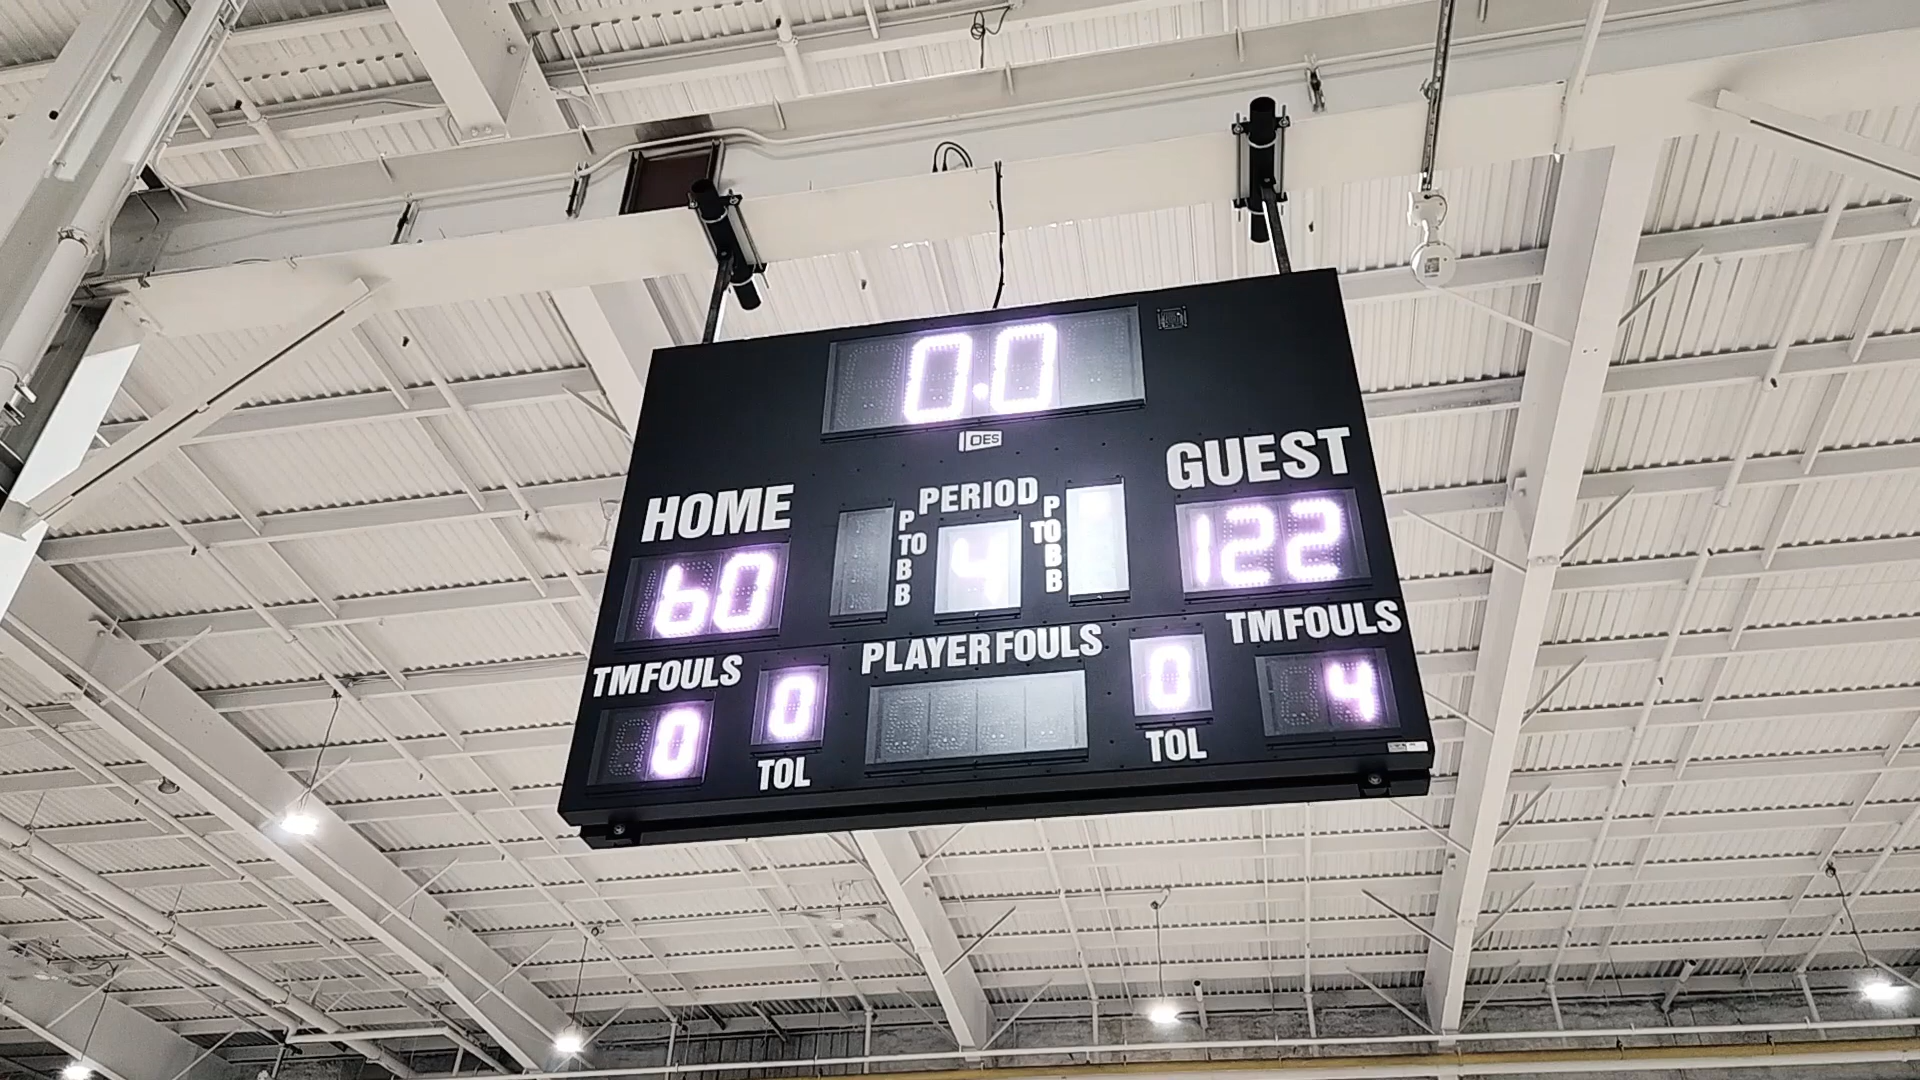 0.0
DES
HOME
PERIOD
GUEST
60
P
TO
B
B
4
P
TO
B
B
122
TMFOULS
PLAYER FOULS
TMFOULS
0
0
0
4
TOL
TOL